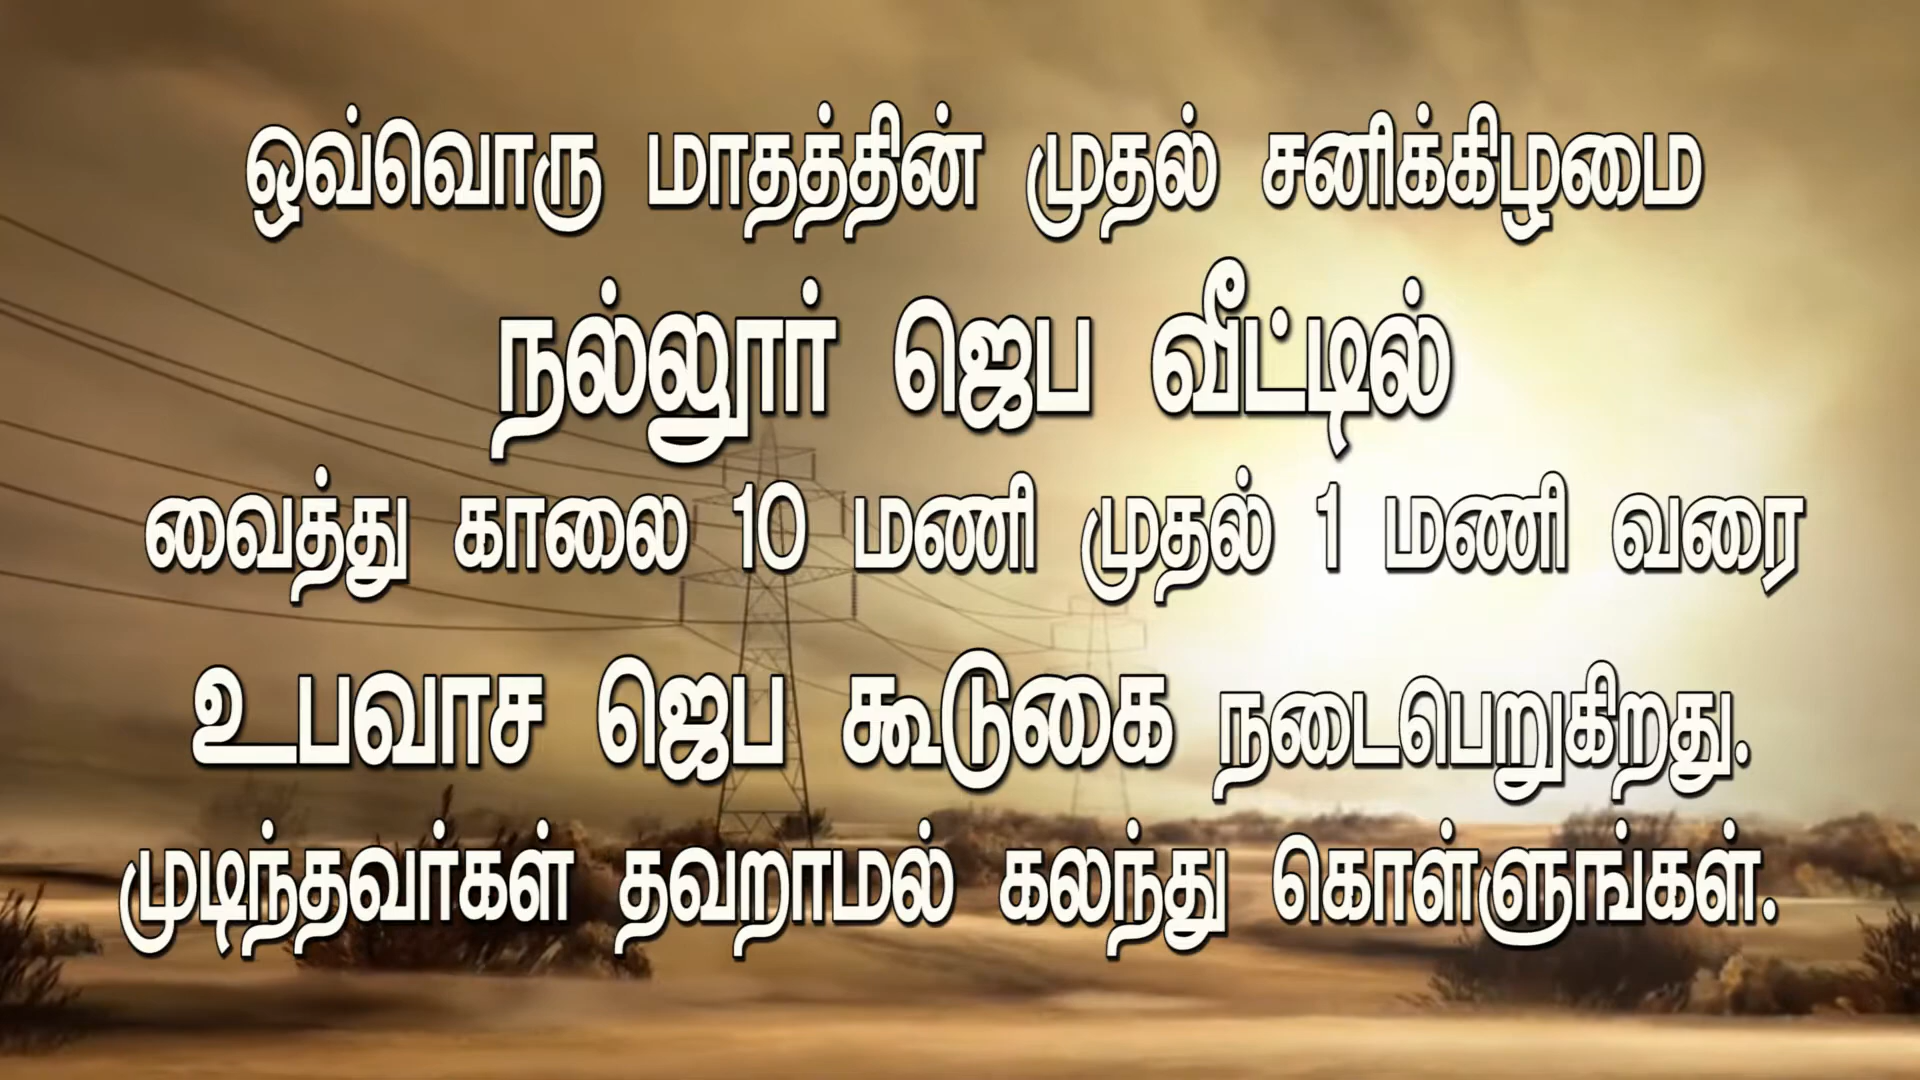 ஒவ்வொரு மாதத்தின் முதல் சனிக்கிழமை
நல்லூர் ஜெப வீட்டில்
வைத்து காலை 10 மணி முதல் 1 மணி வரை
உபவாச ஜெப கூடுகை நடைபெறுகிறது.
முடிந்தவர்கள் தவறாமல் கலந்து கொள்ளுங்கள்.